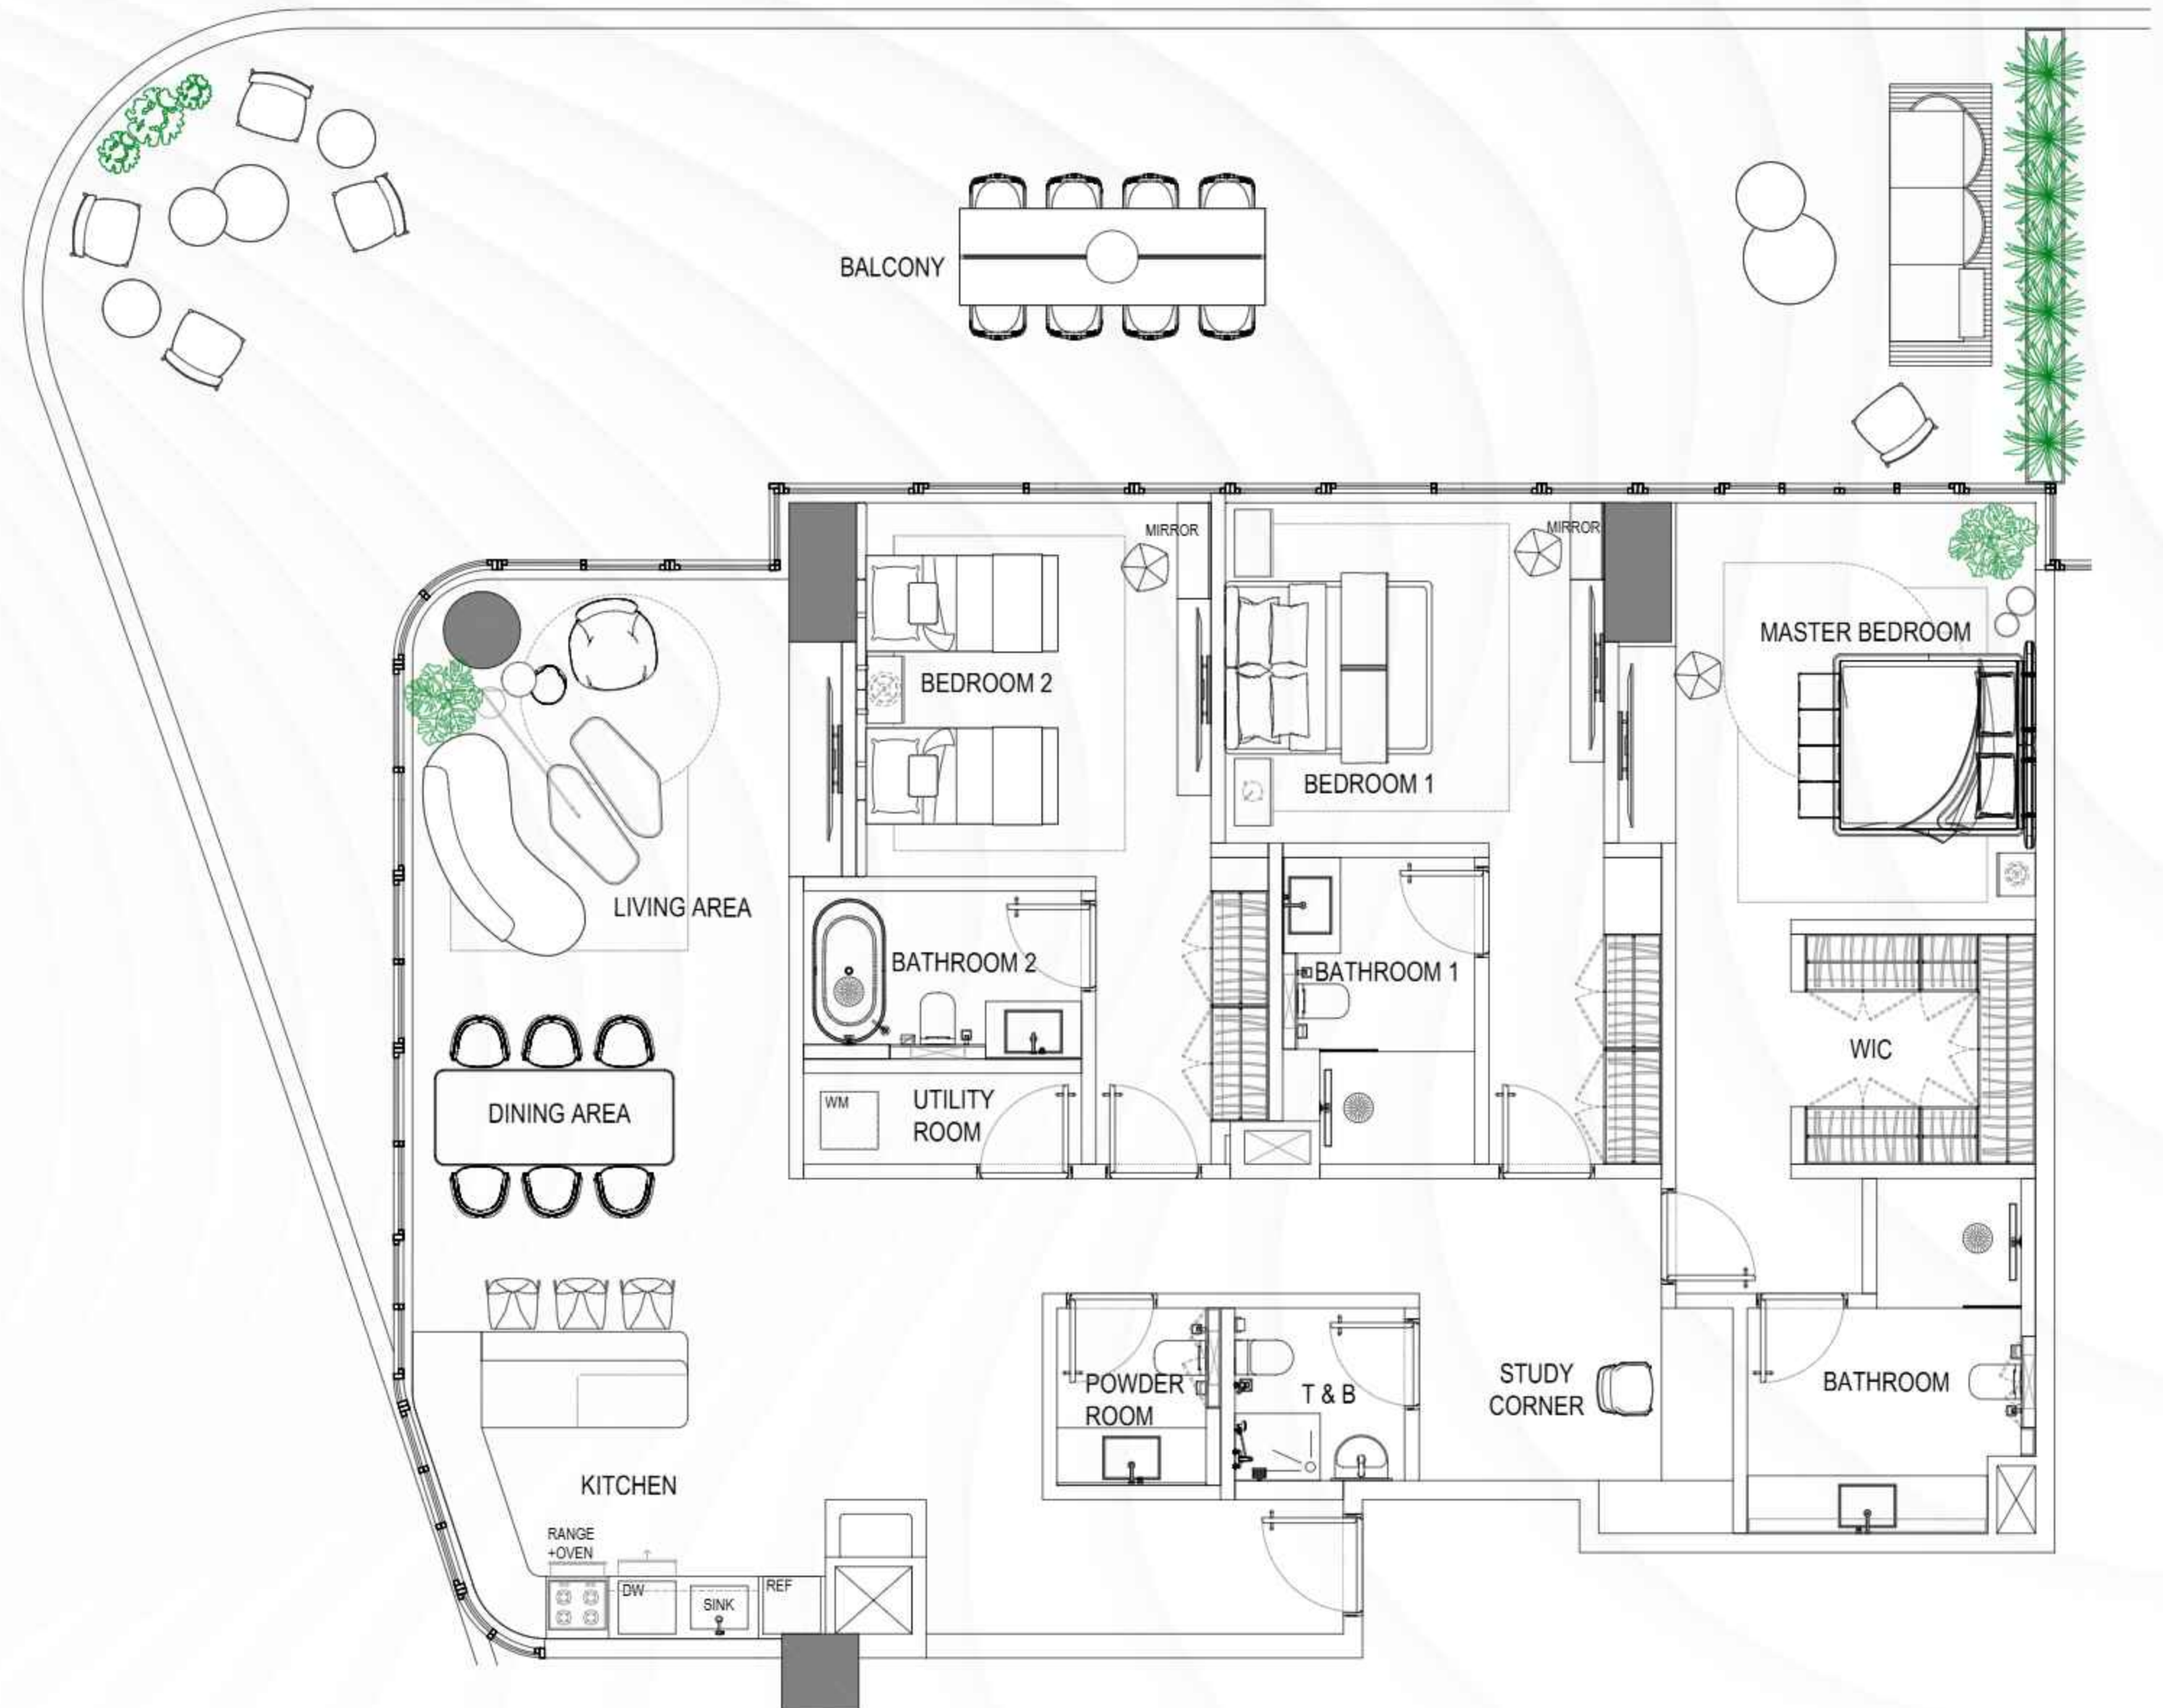 BALCONY
MIRROR
MIRROR
MASTER BEDROOM
BEDROOM 2
BEDROOM 1
LIVING AREA
BATHROOM 2
BATHROOM 1
WIC
WM
UTILITY
ROOM
DINING AREA
POWDER
ROOM
T & B
STUDY
CORNER
BATHROOM
KITCHEN
RANGE
+OVEN
DW
SINK
REF